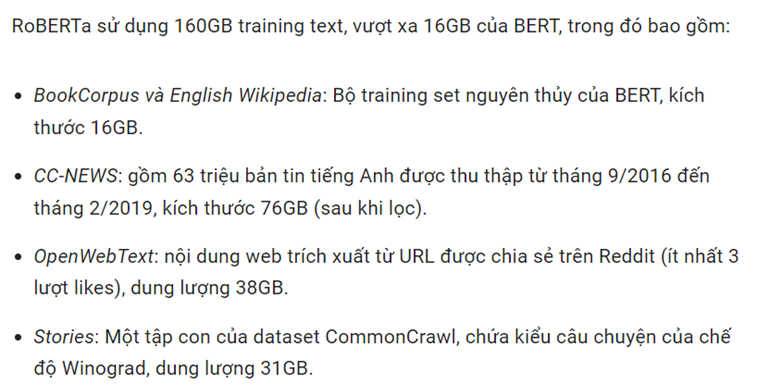 RoBERTa sử dụng 160GB training text, vượt xa 16GB của BERT, trong đó bao gồm:
• BookCorpus và English Wikipedia: Bộ training set nguyên thủy của BERT, kích
thước 16GB.
• CC-NEWS: gồm 63 triệu bản tin tiếng Anh được thu thập từ tháng 9/2016 đến
tháng 2/2019, kích thước 76GB (sau khi lọc).
• OpenWebText: nội dung web trích xuất từ URL được chia sẻ trên Reddit (ít nhất 3
lượt likes), dung lượng 38GB.
• Stories: Một tập con của dataset CommonCrawl, chứa kiểu câu chuyện của chế
độ Winograd, dung lượng 31GB.